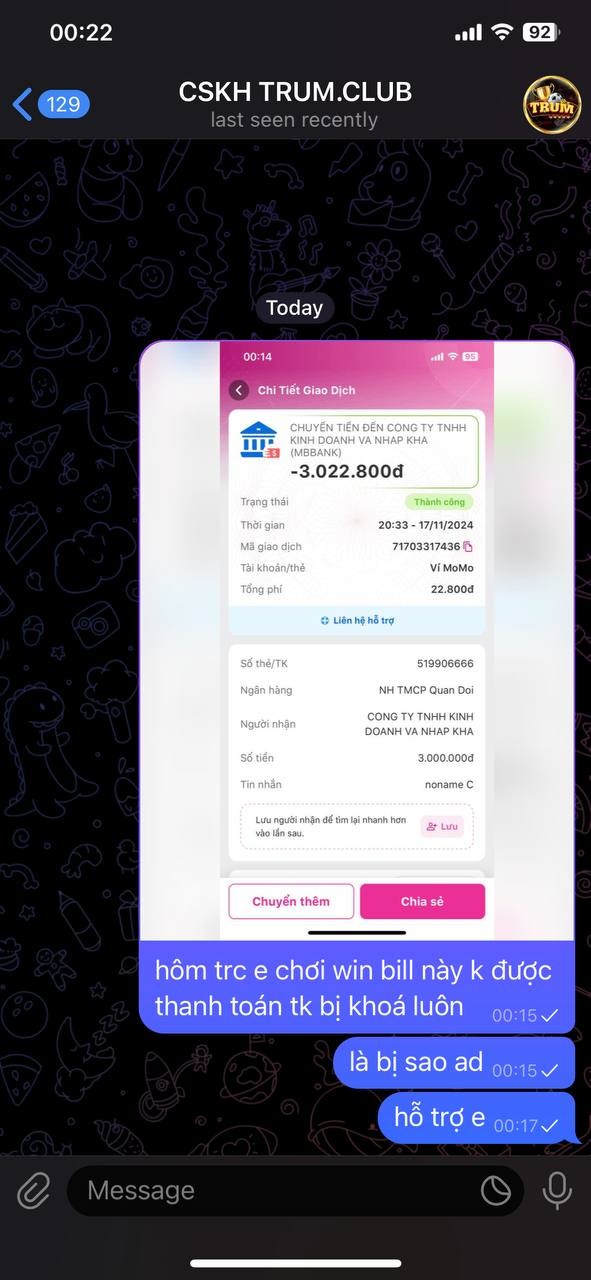 00:22
92
129
CSKH TRUM.CLUB
last seen recently
TRUM
Today
00:14
95
Chi Tiết Giao Dịch
CHUYỂN TIỀN ĐẾN CONG TY TNHH
KINH DOANH VA NHAP KHA
(MBBANK)
-3.022.800đ
Trạng thái
Thành công
Thời gian
20:33 - 17/11/2024
Mã giao dịch
71703317436
Tài khoản/thẻ
Ví MoMo
Tổng phí
22.800đ
Liên hệ hỗ trợ
Số thẻ/TK
519906666
Ngân hàng
NH TMCP Quan Doi
Người nhận
CONG TY TNHH KINH
DOANH VA NHAP KHA
Số tiền
3.000.000đ
Tin nhắn
noname C
Lưu người nhận để tìm lại nhanh hơn
vào lần sau.
Lưu
Chuyển thêm
Chia sẻ
hôm trc e chơi win bill này k được
thanh toán tk bị khoá luôn
00:15
là bị sao ad
00:15
hỗ trợ e
00:17
Message